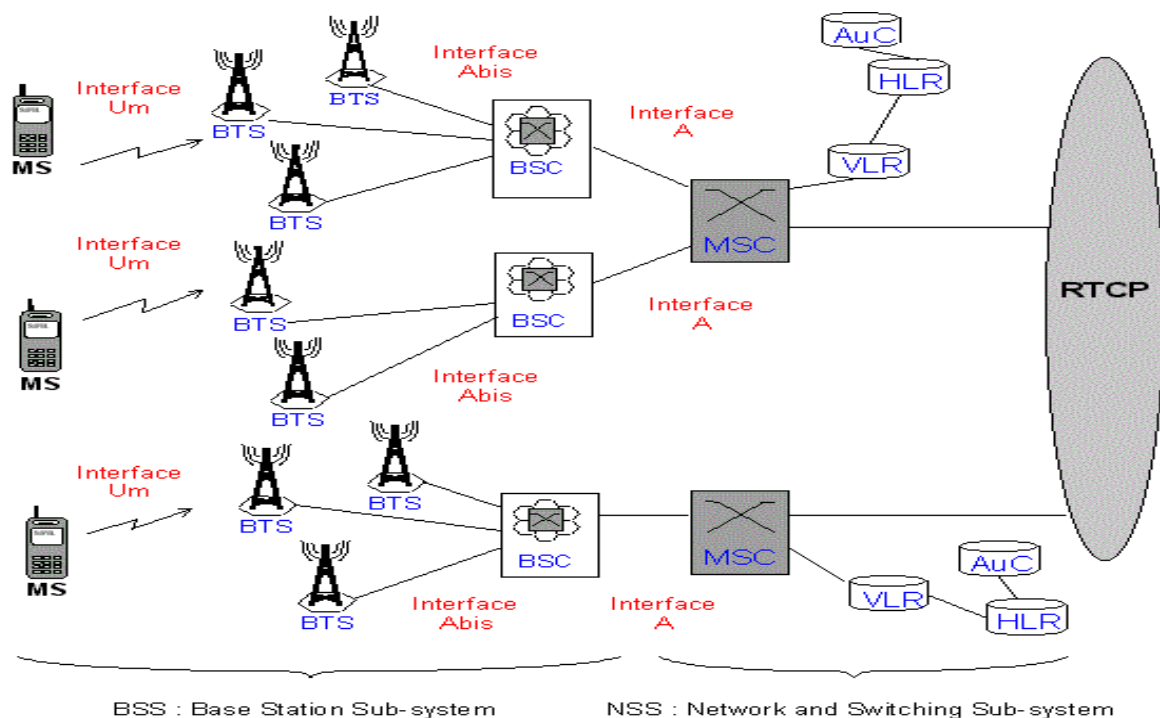 Interface
Um
MS
BTS
BTS
BTS
Interface
Abis
BSC
Interface
A
AuC
HLR
VLR
MSC
Interface
Um
MS
BTS
BTS
BSC
Interface
A
Interface
Abis
RTCP
Interface
Um
MS
BTS
BTS
BTS
BSC
Interface
Abis
MSC
Interface
A
AuC
VLR
HLR
BSS : Base Station Sub-system
NSS : Network and Switching Sub-system